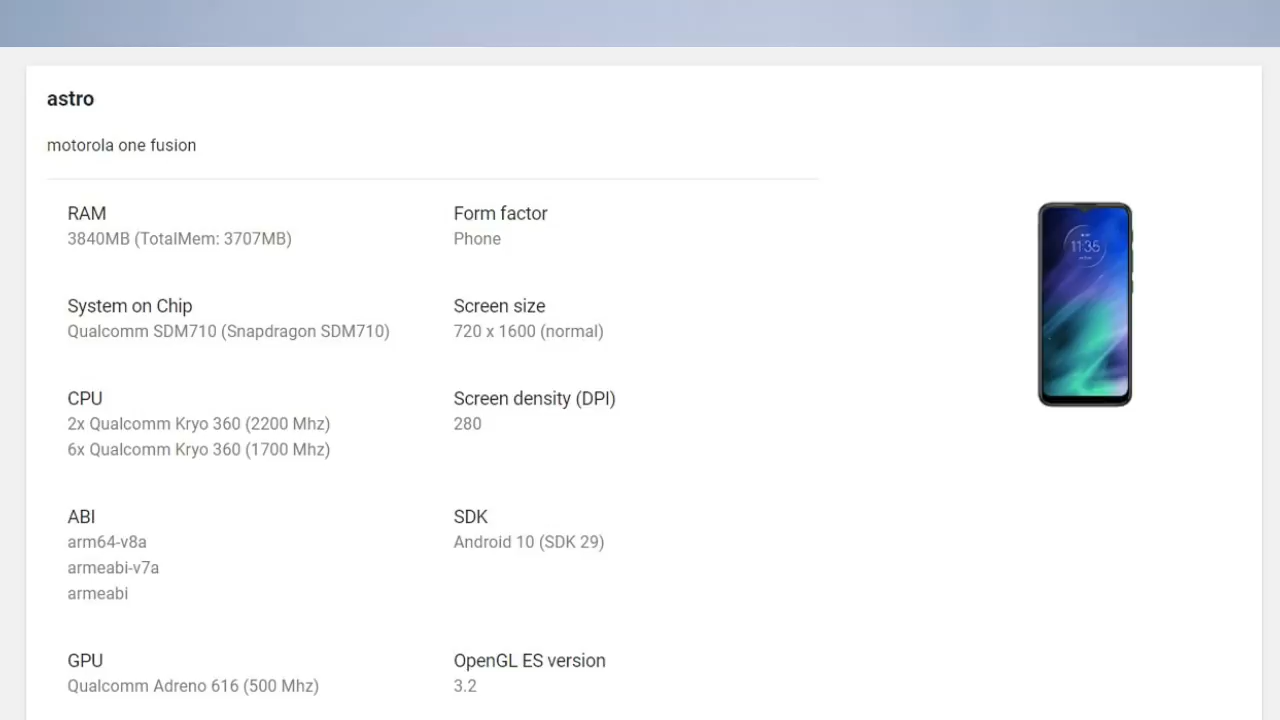 astro
motorola one fusion
RAM
3840MB (TotalMem: 3707MB)
Form factor
Phone
System on Chip
Qualcomm SDM710 (Snapdragon SDM710)
Screen size
720 x 1600 (normal)
CPU
2x Qualcomm Kryo 360 (2200 Mhz)
6x Qualcomm Kryo 360 (1700 Mhz)
Screen density (DPI)
280
ABI
arm64-v8a
armeabi-v7a
armeabi
SDK
Android 10 (SDK 29)
GPU
Qualcomm Adreno 616 (500 Mhz)
OpenGL ES version
3.2
11:35